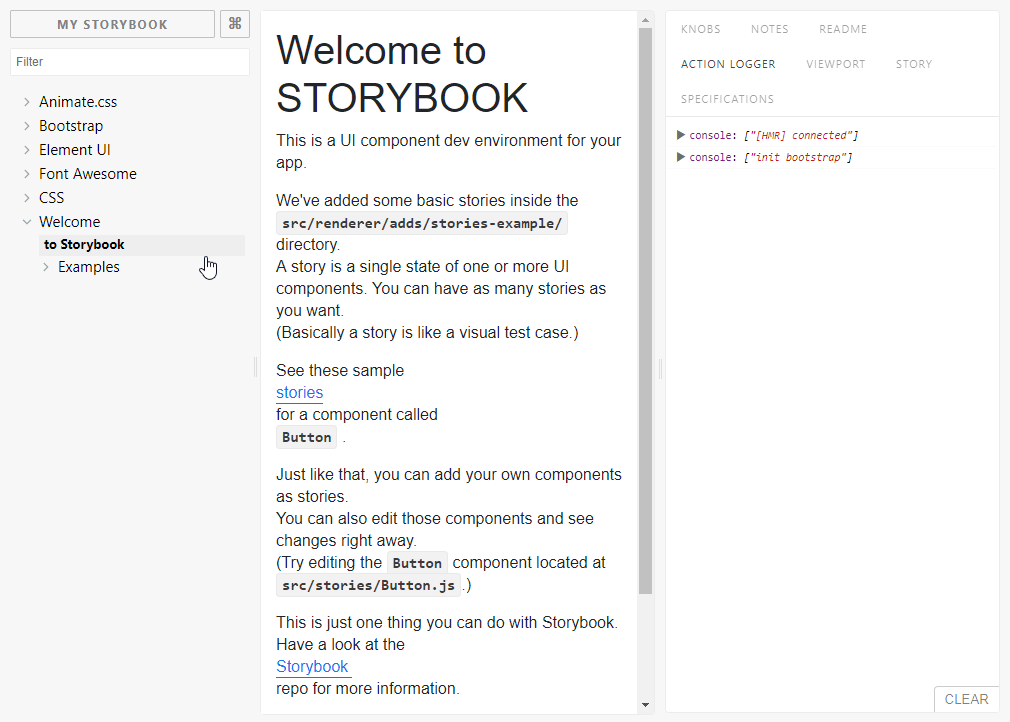 MY STORYBOOK
⌘
Filter
Animate.css
Bootstrap
Element UI
Font Awesome
CSS
Welcome
to Storybook
Examples
Welcome to
STORYBOOK
This is a UI component dev environment for your
app.
We've added some basic stories inside the
src/renderer/adds/stories-example/
directory.
A story is a single state of one or more UI
components. You can have as many stories as
you want.
(Basically a story is like a visual test case.)
See these sample
stories
for a component called
Button .
Just like that, you can add your own components
as stories.
You can also edit those components and see
changes right away.
(Try editing the Button component located at
src/stories/Button.js.)
This is just one thing you can do with Storybook.
Have a look at the
Storybook
repo for more information.
KNOBS NOTES README
ACTION LOGGER VIEWPORT STORY
SPECIFICATIONS
console: ["[HMR] connected"]
console: ["init bootstrap"]
CLEAR